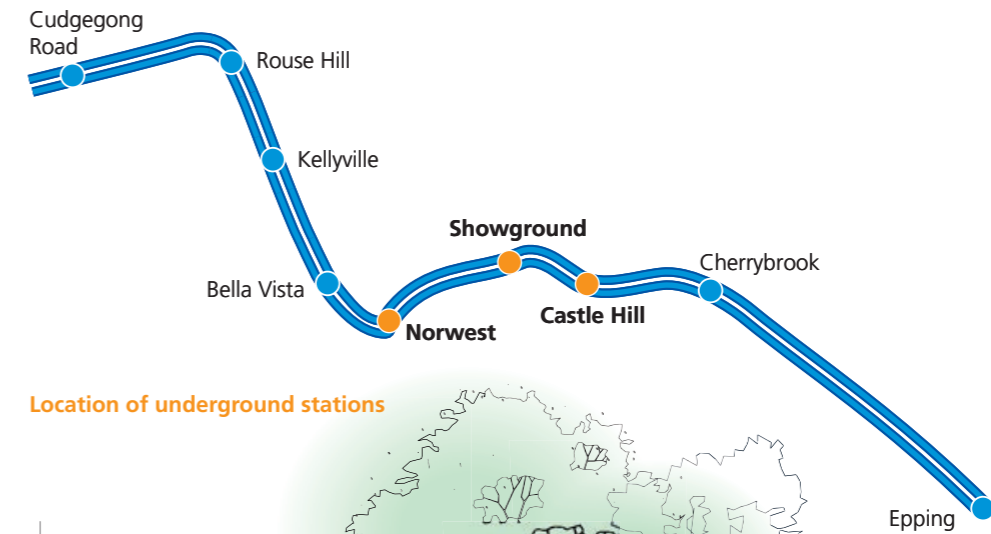 Cudgegong
Road
Rouse Hill
Kellyville
Showground
Cherrybrook
Bella Vista
Castle Hill
Norwest
Location of underground stations
Epping